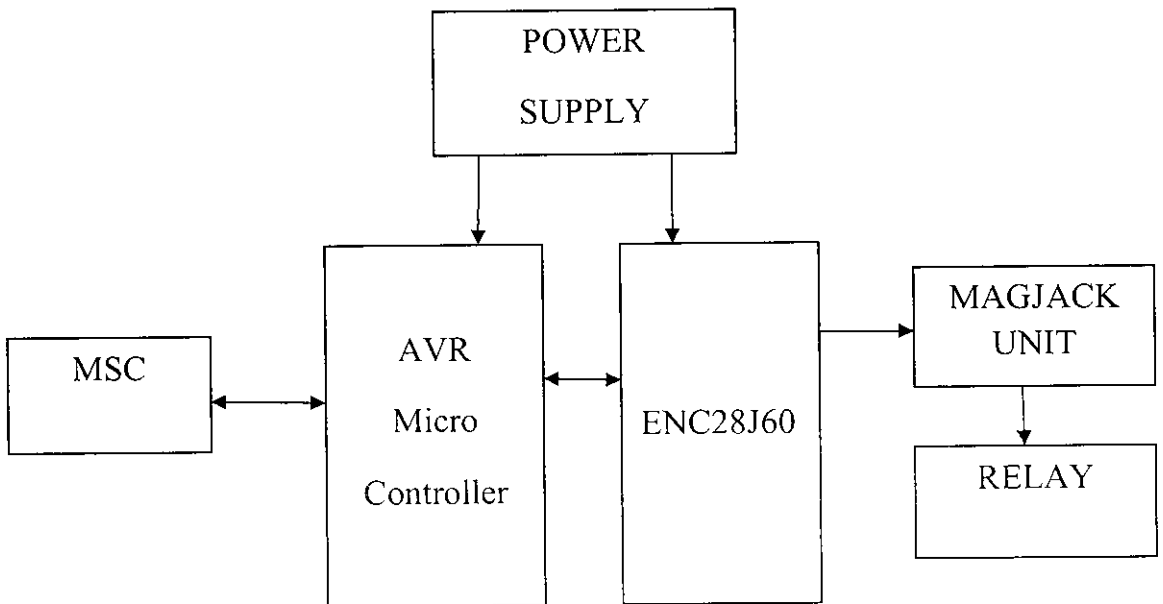 POWER
SUPPLY
MSC
AVR
Micro
Controller
ENC28J60
MAGJACK
UNIT
RELAY